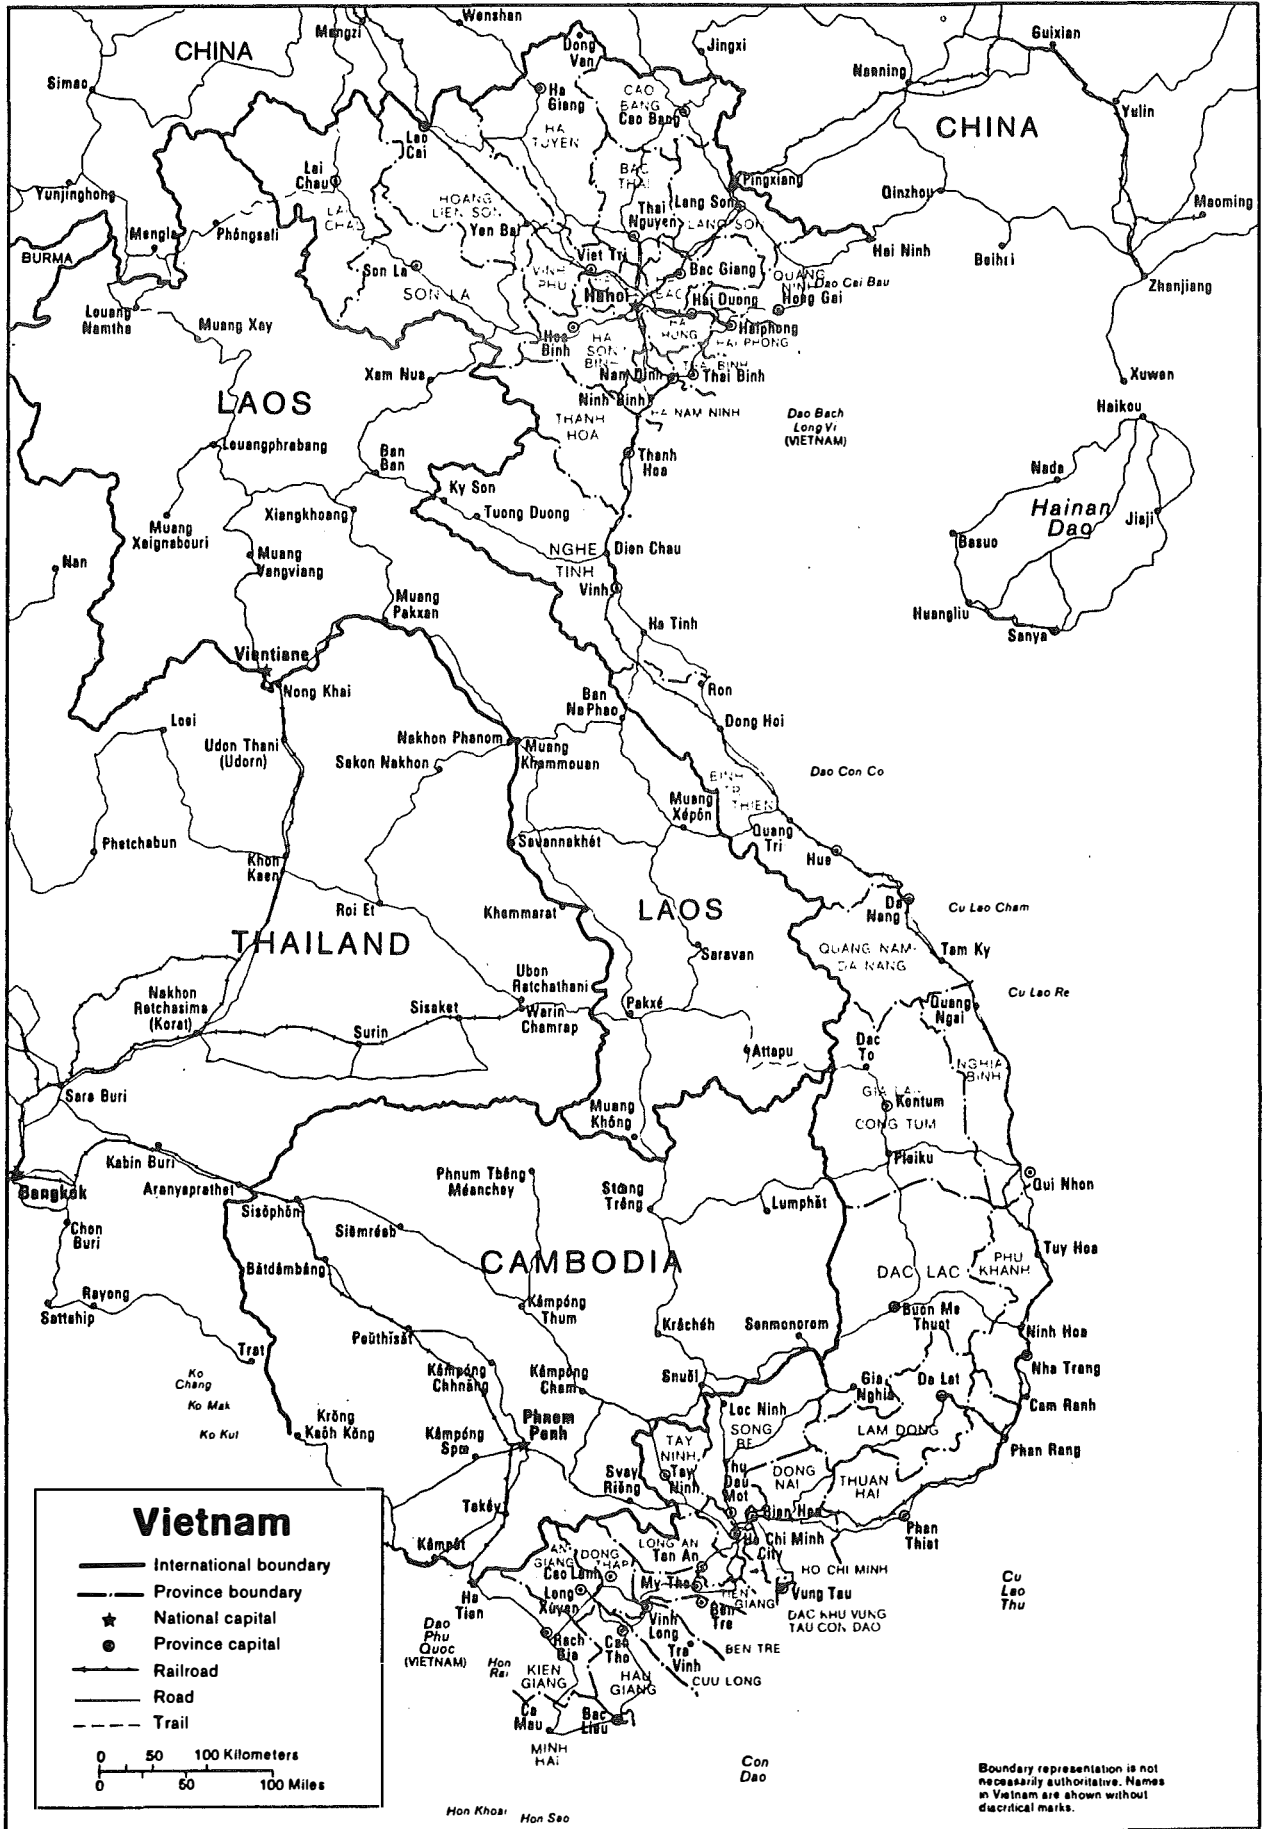 Wenshan
Mengzi
CHINA
Dong
Van
Jingxi
Guixian
Nanning
Simao
Ha
Giang
CAO
BANG
Cao Bang
Yulin
CHINA
HA
TUYEN
Lao
Cai
BAC
THAI
Lai
Chau
Pingxiang
Yunjinghong
HOANG
LIEN SON
Thai
Nguyen
Lang Son
LANG SON
Qinzhou
Maoming
LAI
CHAU
Yen Bai
Mengla
Phôngsali
BURMA
Hai Ninh
Beihai
Viet Tri
Son La
SON LA
VINH
PHU
Bac Giang
HA
BAC
QUANG
NINH
Dao Cai Bau
Zhanjiang
Hanoi
Hai Duong
Hong Gai
Louang
Namtha
Muang Xay
Hoa
Binh
HA
SON
BINH
HAI
HUNG
Haiphong
HAI PHONG
Xam Nua
Nam Dinh
THAI BINH
Thai Binh
Xuwen
Ninh Binh
HA NAM NINH
LAOS
THANH
HOA
Dao Bach
Long Vi
(VIETNAM)
Haikou
Louangphrabang
Ban
Ban
Thanh
Hoa
Nada
Ky Son
Hainan
Dao
Jiaji
Muang
Xaignabouri
Xiangkhoang
Tuong Duong
Basuo
Nan
Muang
Vangviang
NGHE
TINH
Dien Chau
Vinh
Muang
Pakxan
Huangliu
Sanya
Ha Tinh
Vientiane
Nong Khai
Ban
Na Phao
Ron
Loei
Dong Hoi
Udon Thani
(Udorn)
Nakhon Phanom
Muang
Khammouan
Sakon Nakhon
BINH
TRI
THIEN
Dao Con Co
Muang
Xépôn
Phetchabun
Savannakhét
Quang
Tri
Hue
Khon
Kaen
Roi Et
Khemmarat
LAOS
Da
Nang
Cu Lao Cham
THAILAND
Saravan
QUANG NAM-
DA NANG
Tam Ky
Ubon
Ratchathani
Nakhon
Ratchasima
(Korat)
Sisaket
Warin
Chamrap
Pakxé
Quang
Ngai
Cu Lao Re
Surin
Attapu
Dac
To
NGHIA
BINH
Sara Buri
GIA LAI-
Kontum
CONG TUM
Muang
Không
Kabin Buri
Pleiku
Bangkok
Aranyaprathet
Phnum Tbêng
Méanchey
Qui Nhon
Sisôphôn
Stœng
Trêng
Lumphăt
Chon
Buri
Siĕmréab
Tuy Hoa
Bătdâmbâng
CAMBODIA
DAC LAC
PHU
KHANH
Rayong
Sattahip
Kâmpóng
Thum
Buon Me
Thuot
Poŭthĭsăt
Krâchéh
Senmonorom
Ninh Hoa
Trat
Nha Trang
Ko
Chang
Kâmpóng
Chhnăng
Kâmpóng
Cham
Snuŏl
Gia
Nghia
Da Lat
Cam Ranh
Ko Mak
Loc Ninh
Ko Kut
Krŏng
Kaôh Kŏng
Phnom
Penh
SONG
BE
LAM DONG
Phan Rang
Kâmpóng
Spœ
TAY
NINH
Tay
Ninh
Thu
Dau
Mot
DONG
NAI
THUAN
HAI
Svay
Riĕng
Vietnam
Takêv
Bien Hoa
Phan
Thiet
International boundary
Kâmpôt
LONG AN
Ho Chi Minh
City
AN
GIANG
DONG
THAP
Tan An
HO CHI MINH
Province boundary
Cao Lanh
Ha
Tien
Long
Xuyen
My Tho
TIEN
GIANG
Vung Tau
Cu
Lao
Thu
National capital
Ben
Tre
DAC KHU VUNG
TAU CON DAO
Province capital
Dao
Phu
Quoc
(VIETNAM)
Vinh
Long
Rach
Gia
Can
Tho
Tra
Vinh
BEN TRE
Railroad
Hon
Rai
KIEN
GIANG
HAU
GIANG
CUU LONG
Road
Ca
Mau
Bac
Lieu
Trail
MINH
HAI
0 50 100 Kilometers
0 50 100 Miles
Con
Dao
Boundary representation is not
necessarily authoritative. Names
in Vietnam are shown without
diacritical marks.
Hon Khoai
Hon Sao